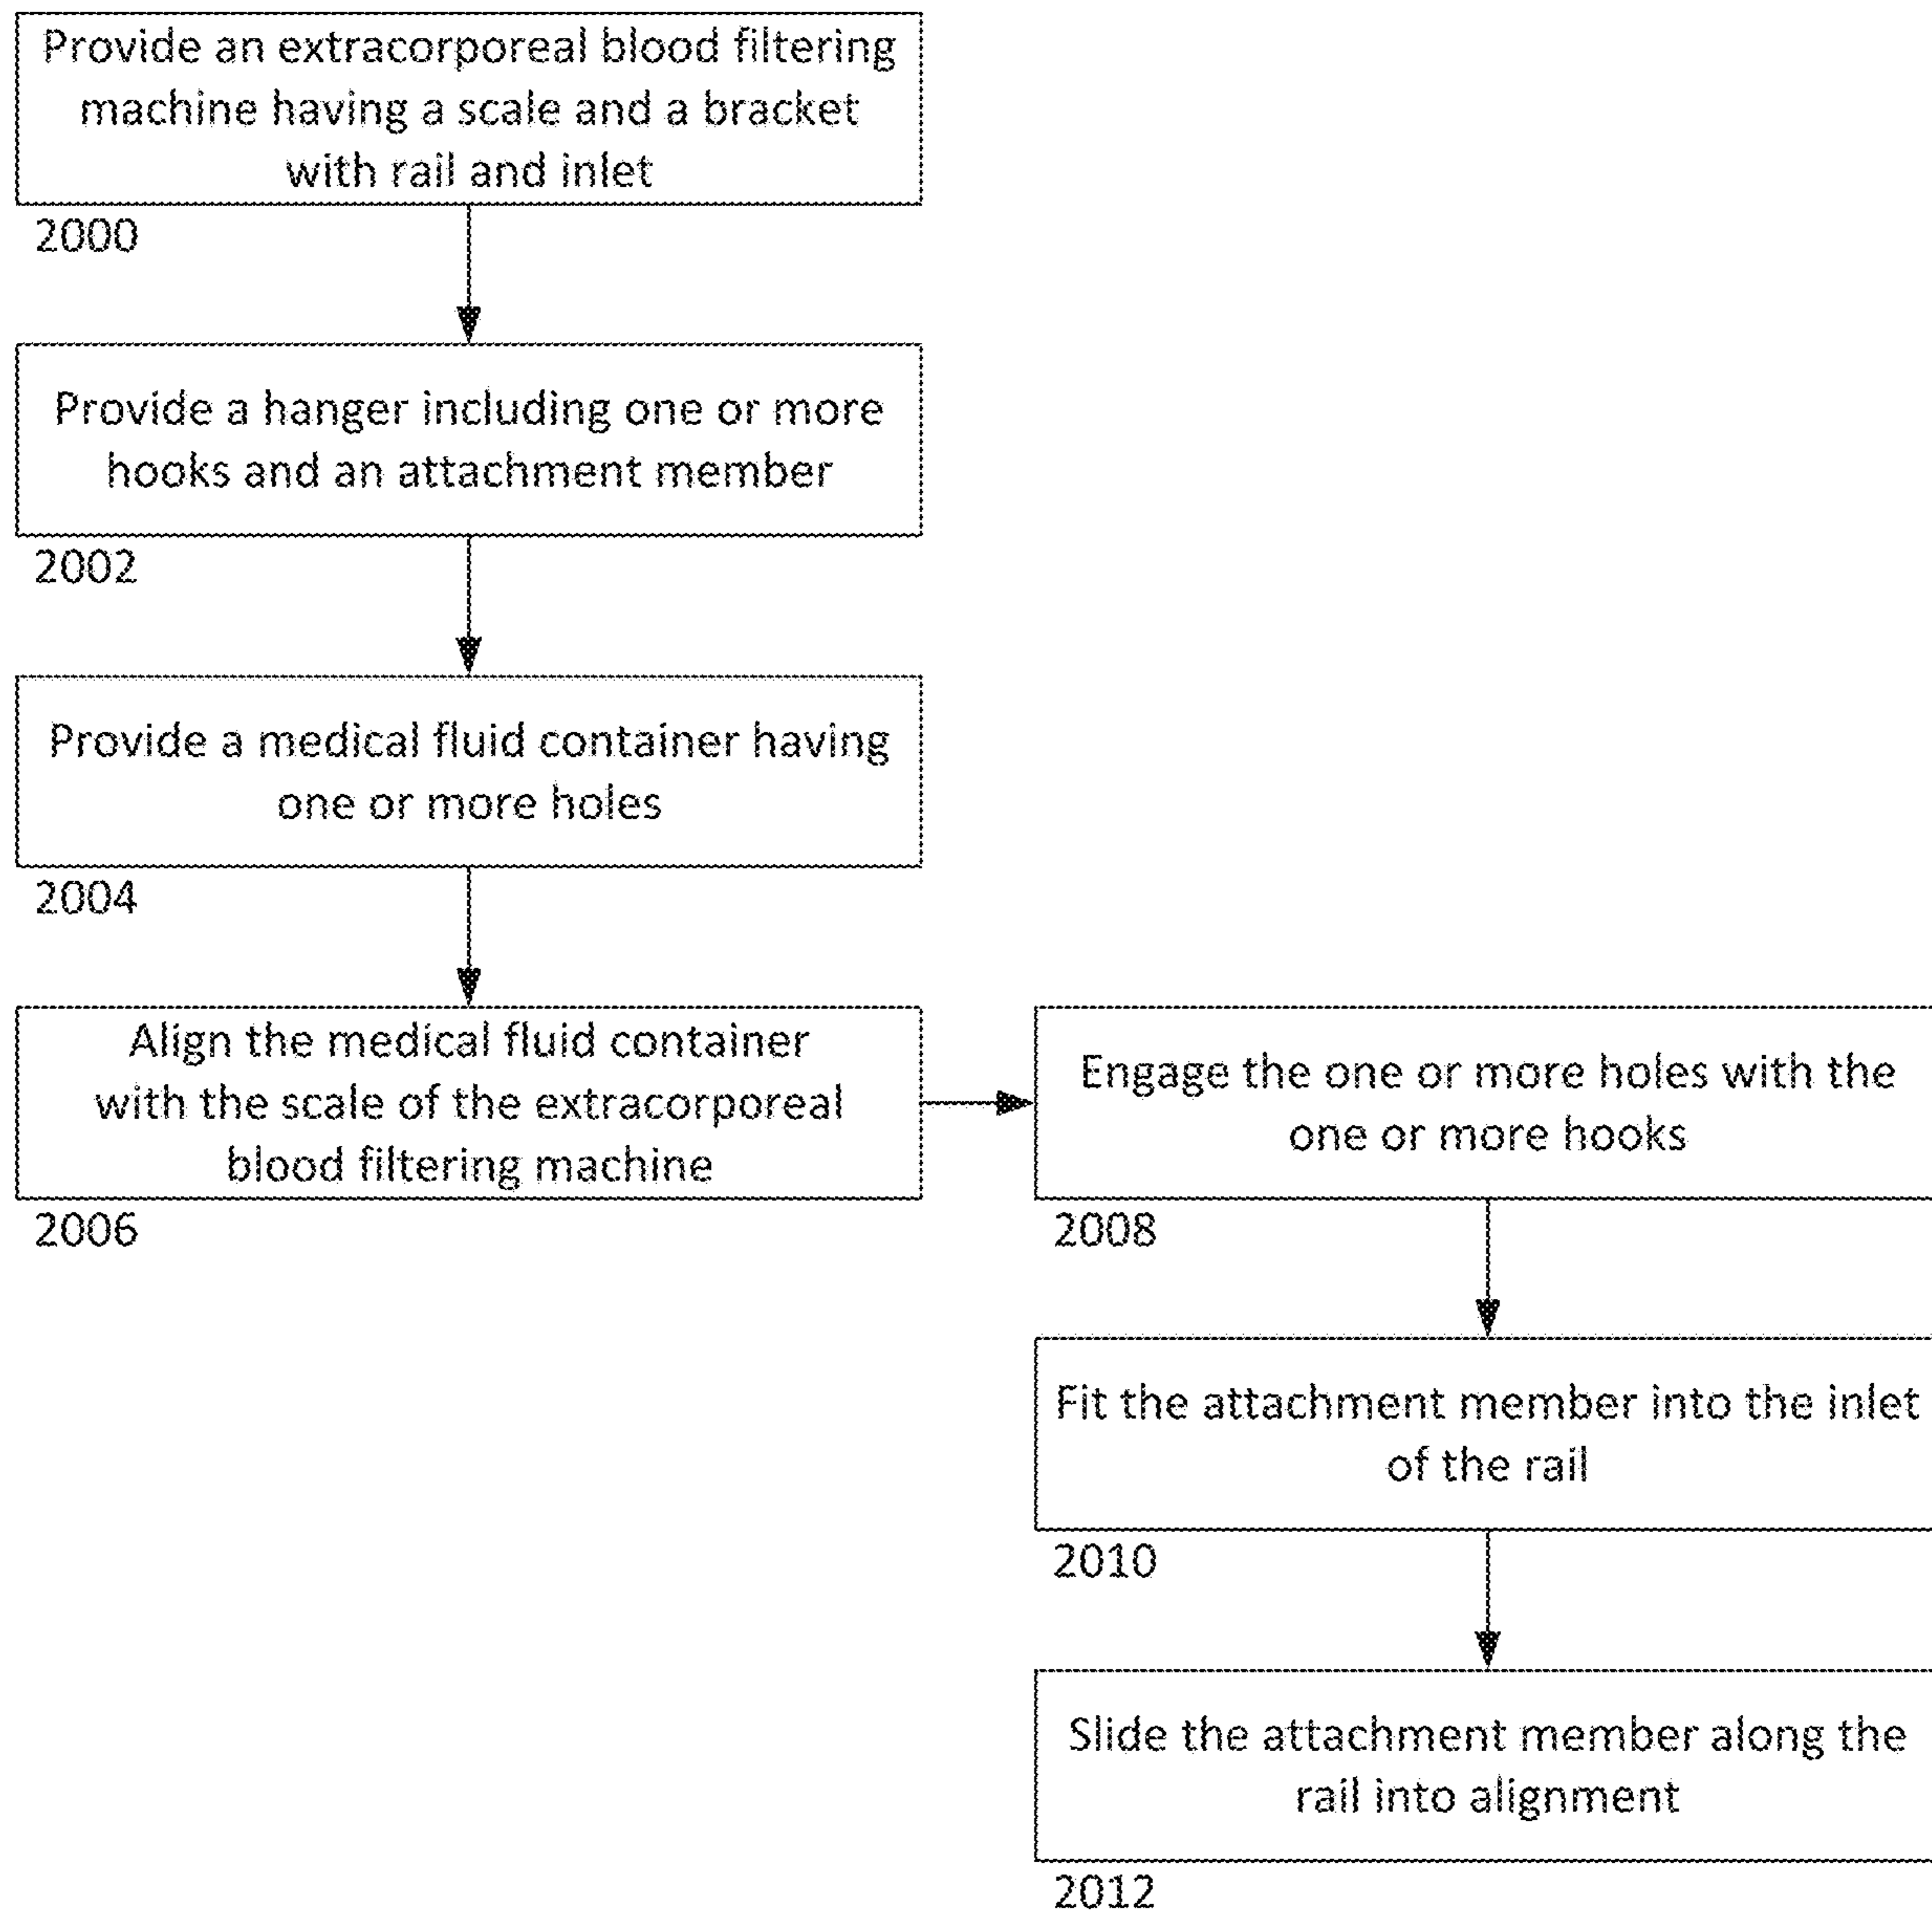 Provide an extracorporeal blood filtering
machine having a scale and a bracket
with rail and inlet
2000
Provide a hanger including one or more
hooks and an attachment member
2002
Provide a medical fluid container having
one or more holes
2004
Align the medical fluid container
with the scale of the extracorporeal
blood filtering machine
2006
Engage the one or more holes with the
one or more hooks
2008
Fit the attachment member into the inlet
of the rail
2010
Slide the attachment member along the
rail into alignment
2012